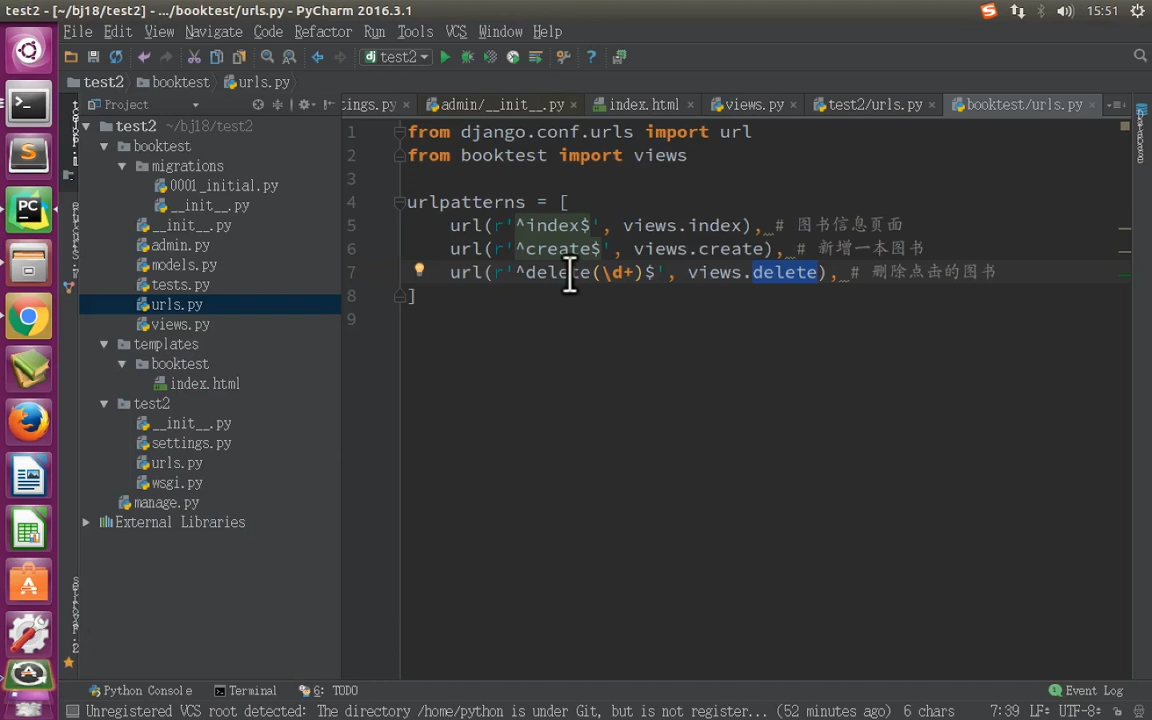 test2 - [~/bj18/test2] - .../booktest/urls.py - PyCharm 2016.3.1
15:51
File Edit View Navigate Code Refactor Run Tools VCS Window Help
test2
test2 booktest urls.py
Project
tings.py admin/__init__.py index.html views.py test2/urls.py booktest/urls.py
test2 ~/bj18/test2
booktest
migrations
0001_initial.py
__init__.py
__init__.py
admin.py
models.py
tests.py
urls.py
views.py
templates
booktest
index.html
test2
__init__.py
settings.py
urls.py
wsgi.py
manage.py
External Libraries
1 from django.conf.urls import url
2 from booktest import views
3
4 urlpatterns = [
5 url(r'^index$', views.index), # 图书信息页面
6 url(r'^create$', views.create), # 新增一本图书
7 url(r'^delete(\d+)$', views.delete), # 删除点击的图书
8 ]
9
Database
Python Console Terminal 6: TODO Event Log
Unregistered VCS root detected: The directory /home/python is under Git, but is not register... (52 minutes ago) 6 chars 7:39 LF÷ UTF-8÷